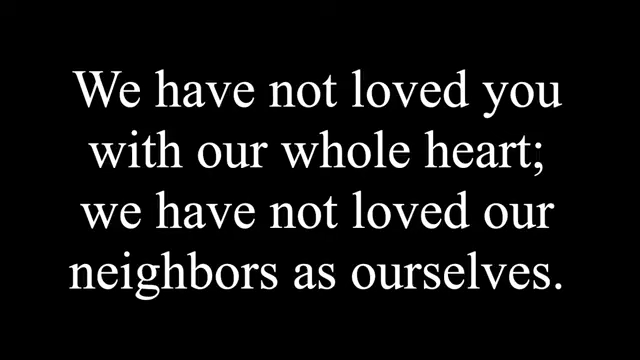 We have not loved you
with our whole heart;
we have not loved our
neighbors as ourselves.